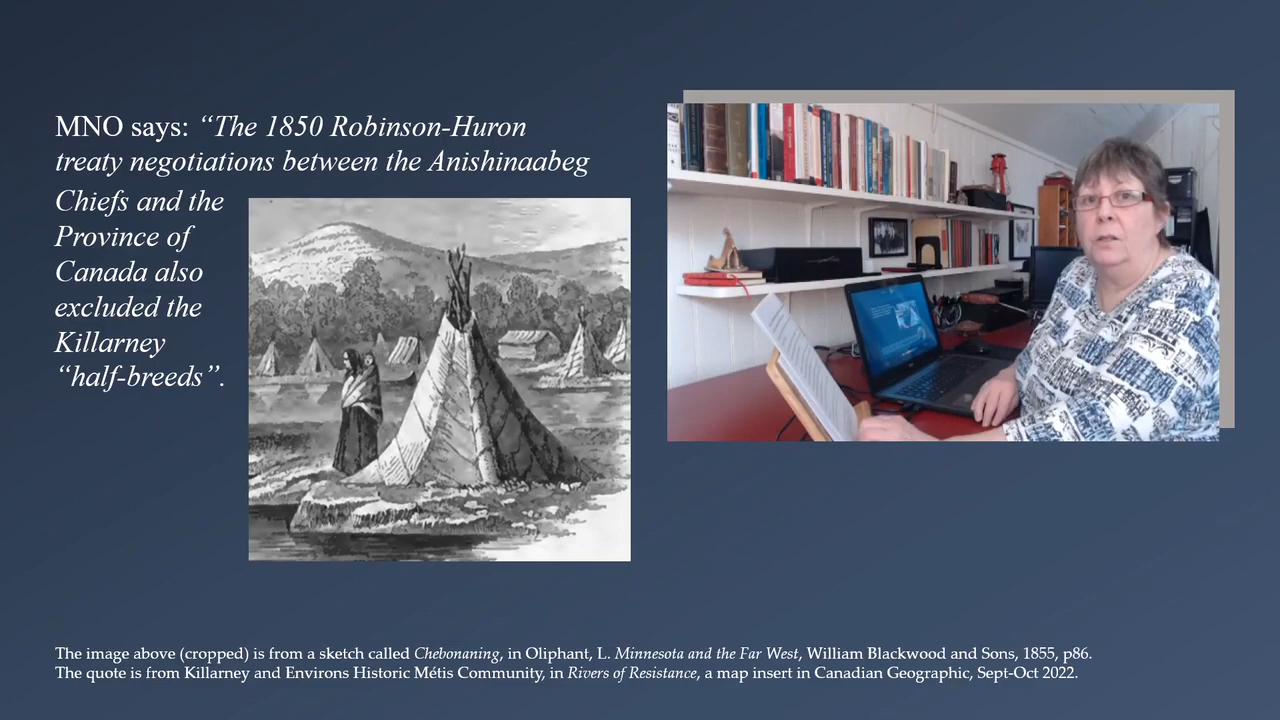 MNO says: “The 1850 Robinson-Huron
treaty negotiations between the Anishinaabeg
Chiefs and the
Province of
Canada also
excluded the
Killarney
“half-breeds”.
The image above (cropped) is from a sketch called Chebonaning, in Oliphant, L. Minnesota and the Far West, William Blackwood and Sons, 1855, p86.
The quote is from Killarney and Environs Historic Métis Community, in Rivers of Resistance, a map insert in Canadian Geographic, Sept-Oct 2022.